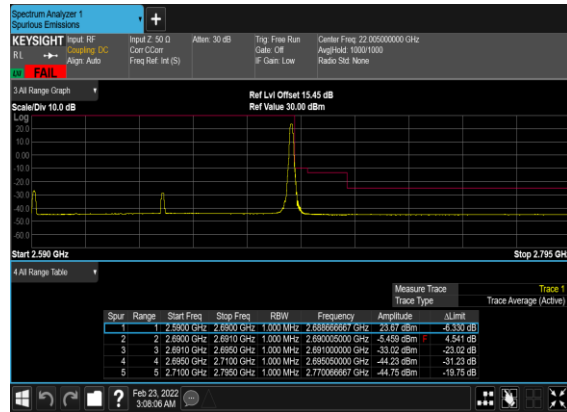 Spectrum Analyzer 1
Spurious Emissions
+
KEYSIGHT Input: RF Input Z: 50 Ω Atten: 30 dB Trig: Free Run Center Freq: 22.005000000 GHz
RL Coupling: DC Corr CCorr Gate: Off Avg|Hold: 1000/1000
Align: Auto Freq Ref: Int (S) IF Gain: Low Radio Std: None
FAIL
3 All Range Graph
Ref Lvl Offset 15.45 dB
Scale/Div 10.0 dB Ref Value 30.00 dBm
Log
20.0
10.0
0.00
-10.0
-20.0
-30.0
-40.0
-50.0
-60.0
Start 2.590 GHz Stop 2.795 GHz
4 All Range Table
Measure Trace Trace 1
Trace Type Trace Average (Active)
Spur Range Start Freq Stop Freq RBW Frequency Amplitude ΔLimit
1 1 2.5900 GHz 2.6900 GHz 1.000 MHz 2.688666667 GHz 23.67 dBm -6.330 dB
2 2 2.6900 GHz 2.6910 GHz 1.000 MHz 2.690005000 GHz -5.459 dBm F 4.541 dB
3 3 2.6910 GHz 2.6950 GHz 1.000 MHz 2.691000000 GHz -33.02 dBm -23.02 dB
4 4 2.6950 GHz 2.7100 GHz 1.000 MHz 2.695050000 GHz -44.23 dBm -31.23 dB
5 5 2.7100 GHz 2.7950 GHz 1.000 MHz 2.770066667 GHz -44.75 dBm -19.75 dB
?
Feb 23, 2022
3:08:06 AM